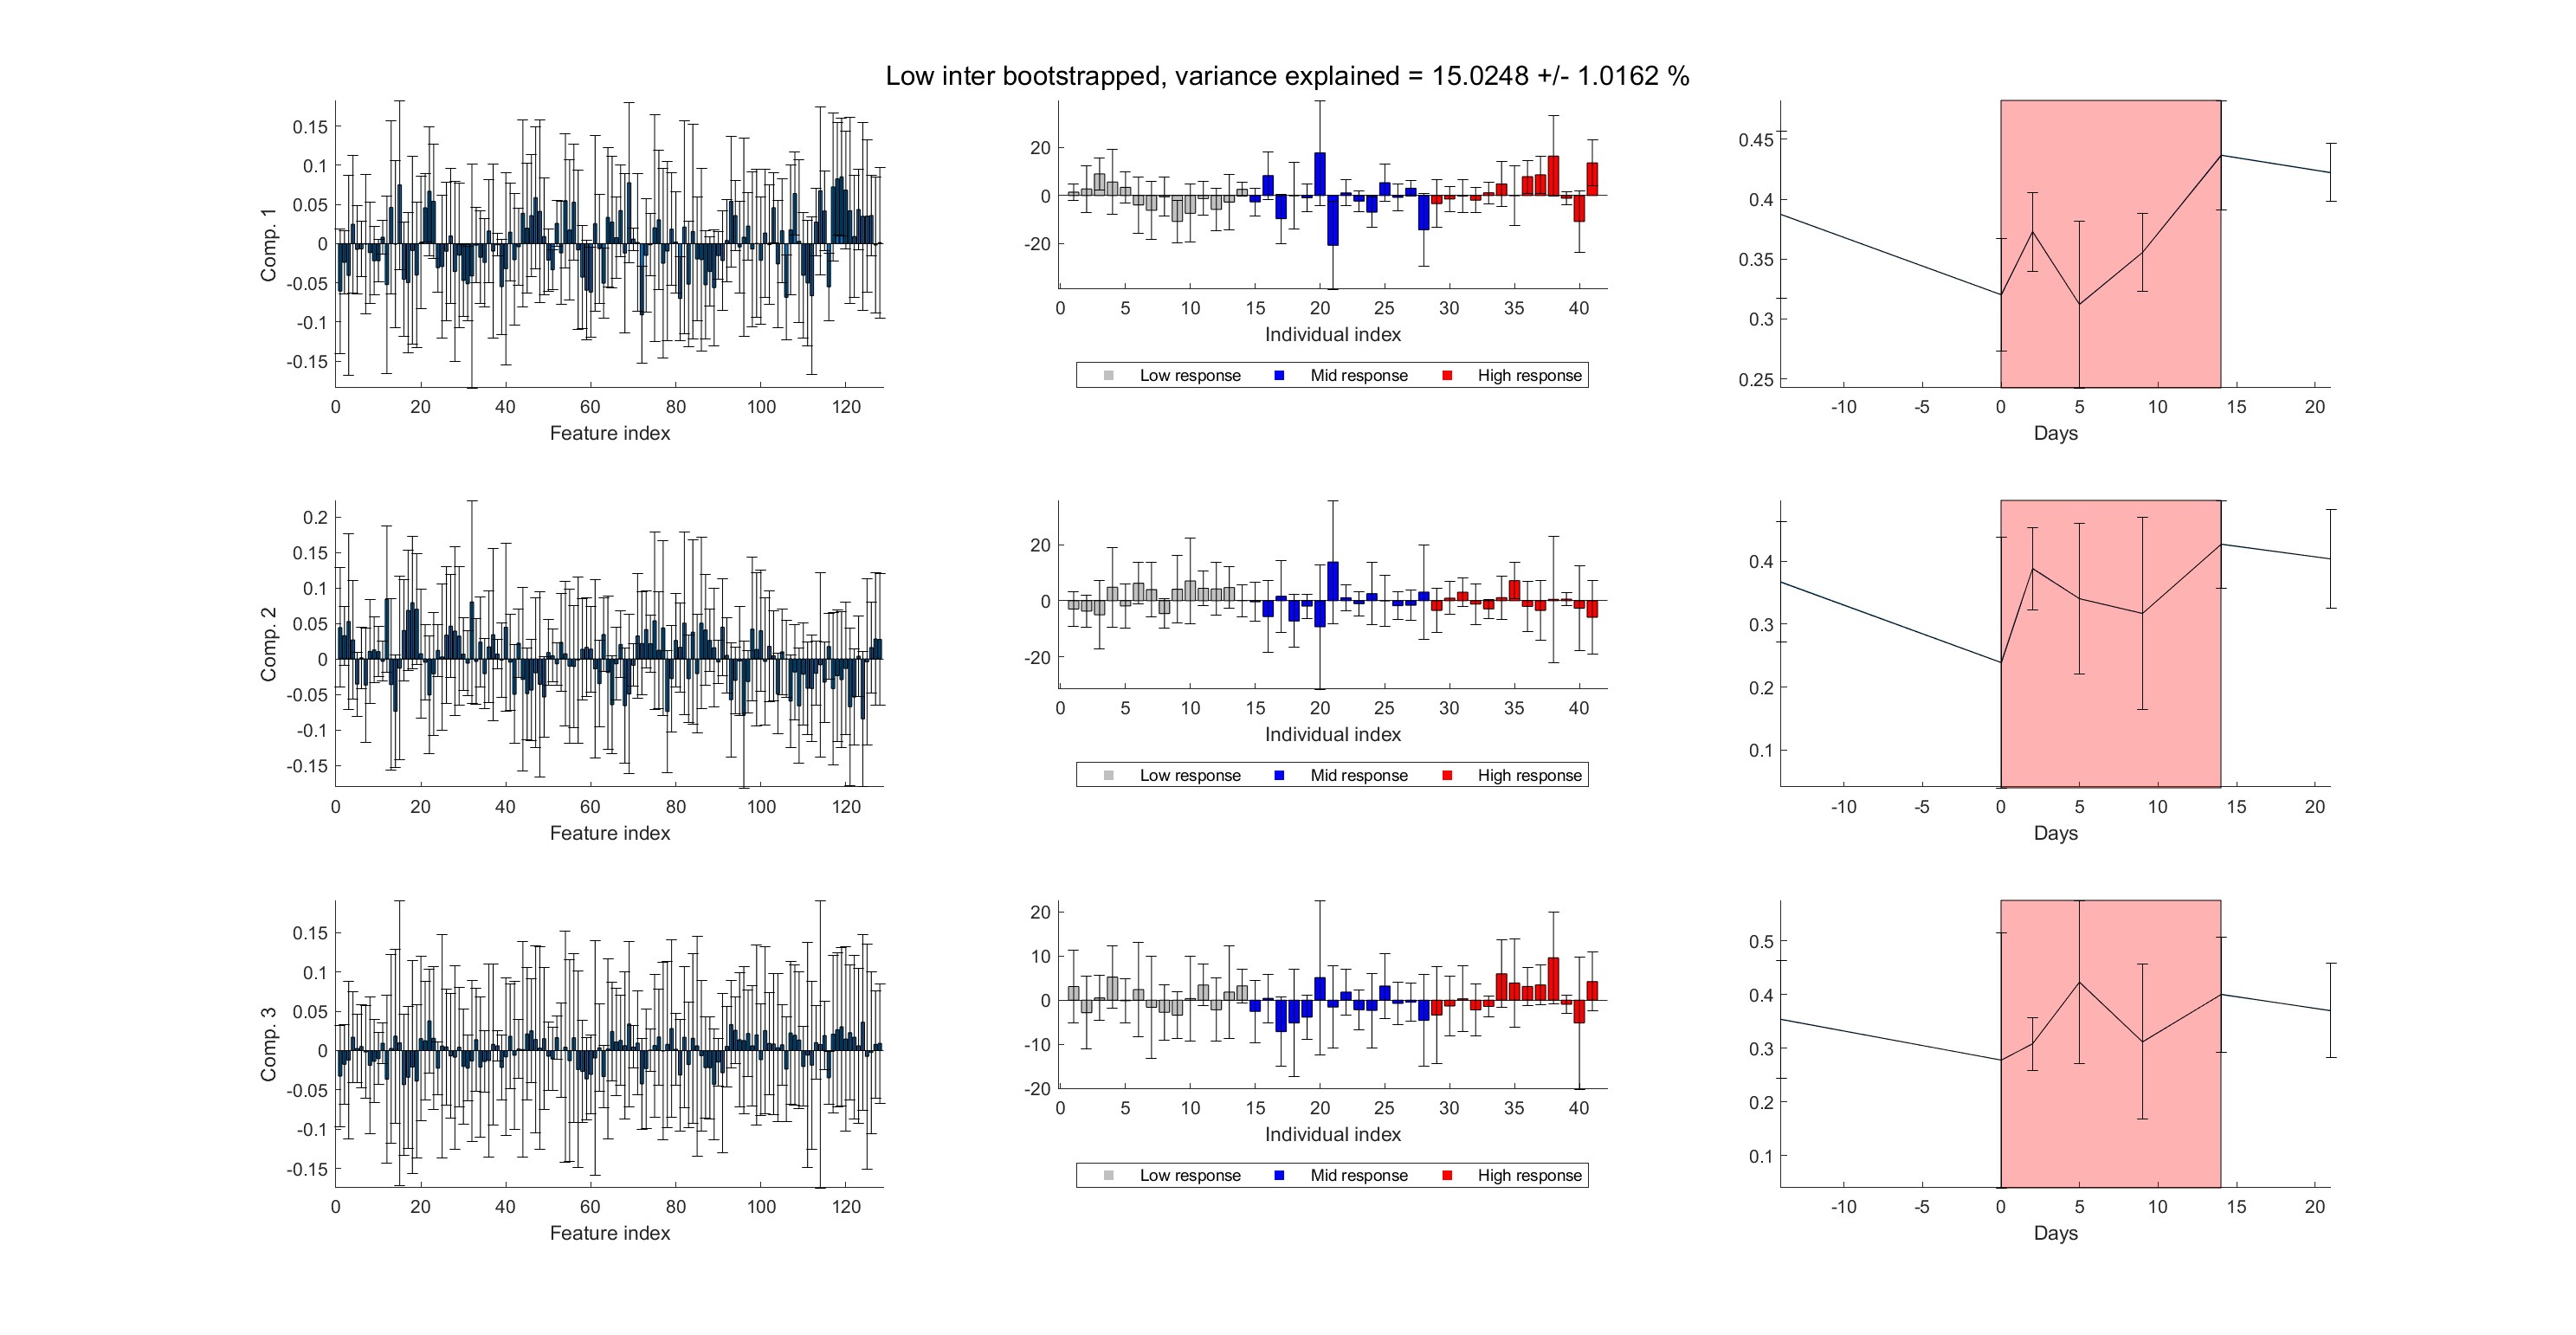 Low inter bootstrapped, variance explained = 15.0248 +/- 1.0162 %
Comp. 1
0.15
0.1
0.05
0
-0.05
-0.1
-0.15
0 20 40 60 80 100 120
Feature index
20
0
-20
0 5 10 15 20 25 30 35 40
Individual index
Low response Mid response High response
0.45
0.4
0.35
0.3
0.25
-10 -5 0 5 10 15 20
Days
Comp. 2
0.2
0.15
0.1
0.05
0
-0.05
-0.1
-0.15
0 20 40 60 80 100 120
Feature index
20
0
-20
0 5 10 15 20 25 30 35 40
Individual index
Low response Mid response High response
0.4
0.3
0.2
0.1
-10 -5 0 5 10 15 20
Days
Comp. 3
0.15
0.1
0.05
0
-0.05
-0.1
-0.15
0 20 40 60 80 100 120
Feature index
20
10
0
-10
-20
0 5 10 15 20 25 30 35 40
Individual index
Low response Mid response High response
0.5
0.4
0.3
0.2
0.1
-10 -5 0 5 10 15 20
Days